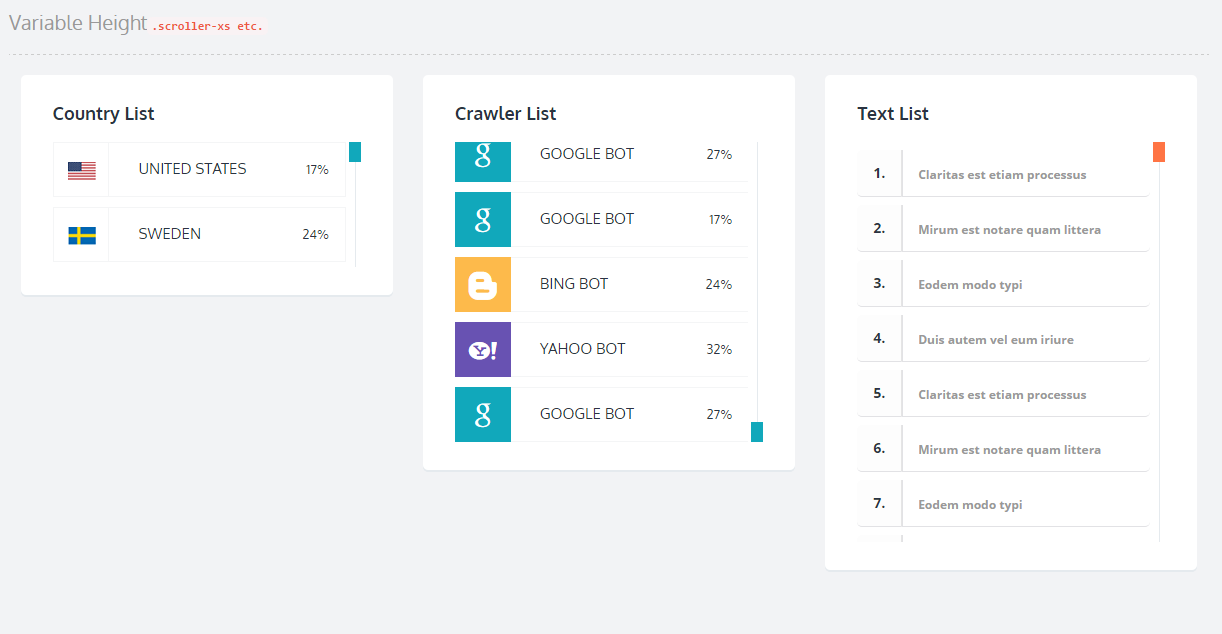 Variable Height .scroller-xs etc.
Country List
UNITED STATES 17%
SWEDEN 24%
Crawler List
g GOOGLE BOT 27%
g GOOGLE BOT 17%
BING BOT 24%
Y! YAHOO BOT 32%
g GOOGLE BOT 27%
Text List
1. Claritas est etiam processus
2. Mirum est notare quam littera
3. Eodem modo typi
4. Duis autem vel eum iriure
5. Claritas est etiam processus
6. Mirum est notare quam littera
7. Eodem modo typi